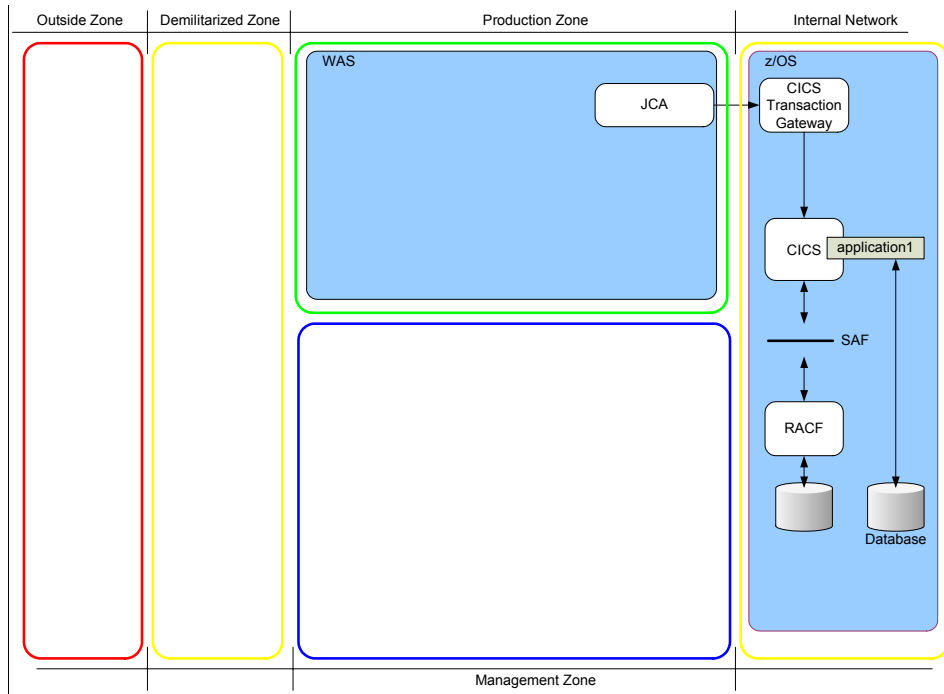 Outside Zone
Demilitarized Zone
Production Zone
Internal Network
WAS
z/OS
JCA
CICS
Transaction
Gateway
CICS
application1
SAF
RACF
Database
Management Zone